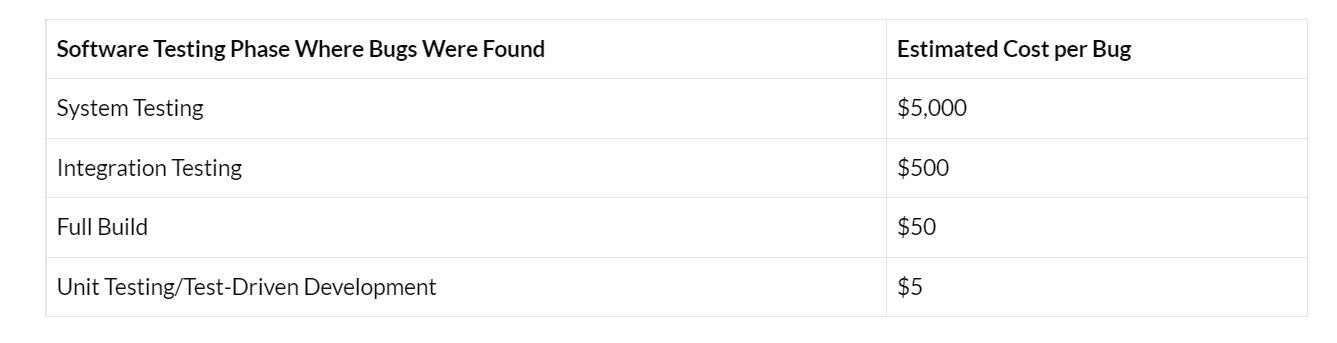 Software Testing Phase Where Bugs Were Found Estimated Cost per Bug
System Testing $5,000
Integration Testing $500
Full Build $50
Unit Testing/Test-Driven Development $5